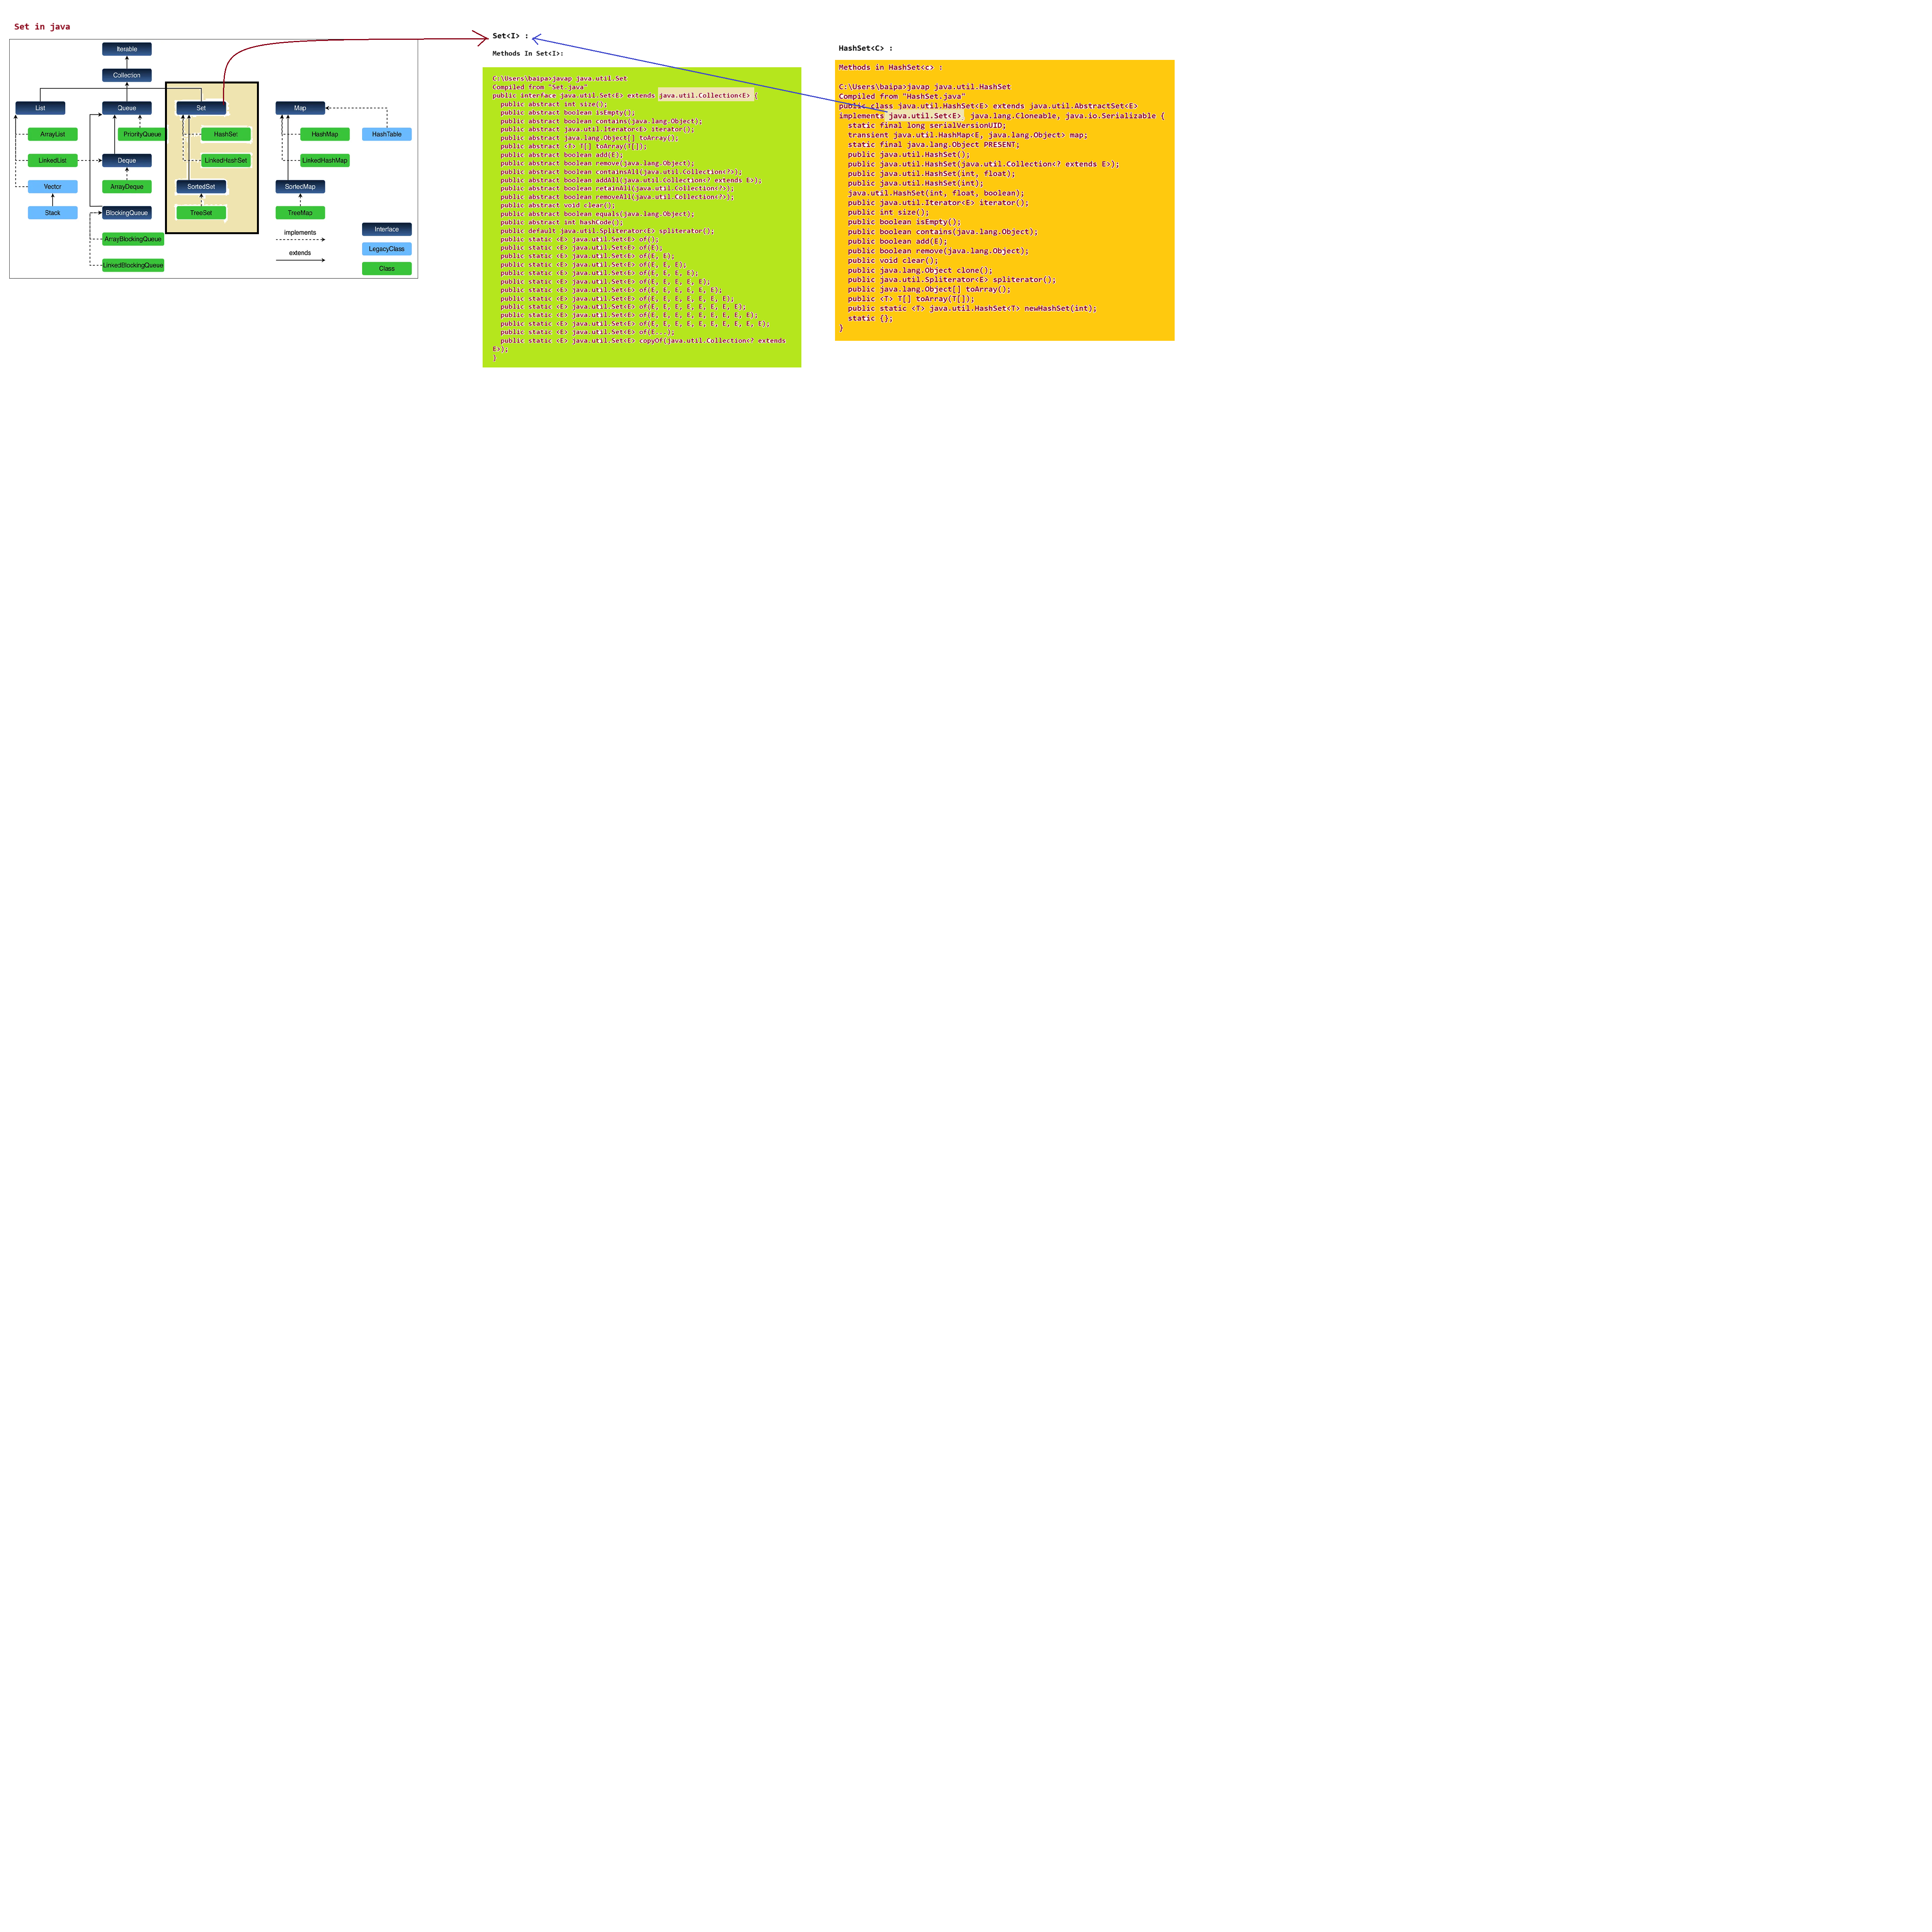 Set in java
Iterable
Collection
List
Queue
Set
Map
ArrayList
PriorityQueue
HashSet
HashMap
HashTable
LinkedList
Deque
LinkedHashSet
LinkedHashMap
Vector
ArrayDeque
SortedSet
SortecMap
Stack
BlockingQueue
TreeSet
TreeMap
ArrayBlockingQueue
LinkedBlockingQueue
implements
extends
Interface
LegacyClass
Class
Set<I> :
Methods In Set<I>:
C:\Users\baipa>javap java.util.Set
Compiled from "Set.java"
public interface java.util.Set<E> extends java.util.Collection<E> {
public abstract int size();
public abstract boolean isEmpty();
public abstract boolean contains(java.lang.Object);
public abstract java.util.Iterator<E> iterator();
public abstract java.lang.Object[] toArray();
public abstract <T> T[] toArray(T[]);
public abstract boolean add(E);
public abstract boolean remove(java.lang.Object);
public abstract boolean containsAll(java.util.Collection<?>);
public abstract boolean addAll(java.util.Collection<? extends E>);
public abstract boolean retainAll(java.util.Collection<?>);
public abstract boolean removeAll(java.util.Collection<?>);
public abstract void clear();
public abstract boolean equals(java.lang.Object);
public abstract int hashCode();
public default java.util.Spliterator<E> spliterator();
public static <E> java.util.Set<E> of();
public static <E> java.util.Set<E> of(E);
public static <E> java.util.Set<E> of(E, E);
public static <E> java.util.Set<E> of(E, E, E);
public static <E> java.util.Set<E> of(E, E, E, E);
public static <E> java.util.Set<E> of(E, E, E, E, E);
public static <E> java.util.Set<E> of(E, E, E, E, E, E);
public static <E> java.util.Set<E> of(E, E, E, E, E, E, E);
public static <E> java.util.Set<E> of(E, E, E, E, E, E, E, E);
public static <E> java.util.Set<E> of(E, E, E, E, E, E, E, E, E);
public static <E> java.util.Set<E> of(E, E, E, E, E, E, E, E, E, E);
public static <E> java.util.Set<E> of(E...);
public static <E> java.util.Set<E> copyOf(java.util.Collection<? extends
E>);
}
HashSet<C> :
Methods in HashSet<c> :
C:\Users\baipa>javap java.util.HashSet
Compiled from "HashSet.java"
public class java.util.HashSet<E> extends java.util.AbstractSet<E>
implements java.util.Set<E> java.lang.Cloneable, java.io.Serializable {
static final long serialVersionUID;
transient java.util.HashMap<E, java.lang.Object> map;
static final java.lang.Object PRESENT;
public java.util.HashSet();
public java.util.HashSet(java.util.Collection<? extends E>);
public java.util.HashSet(int, float);
public java.util.HashSet(int);
java.util.HashSet(int, float, boolean);
public java.util.Iterator<E> iterator();
public int size();
public boolean isEmpty();
public boolean contains(java.lang.Object);
public boolean add(E);
public boolean remove(java.lang.Object);
public void clear();
public java.lang.Object clone();
public java.util.Spliterator<E> spliterator();
public java.lang.Object[] toArray();
public <T> T[] toArray(T[]);
public static <T> java.util.HashSet<T> newHashSet(int);
static {};
}